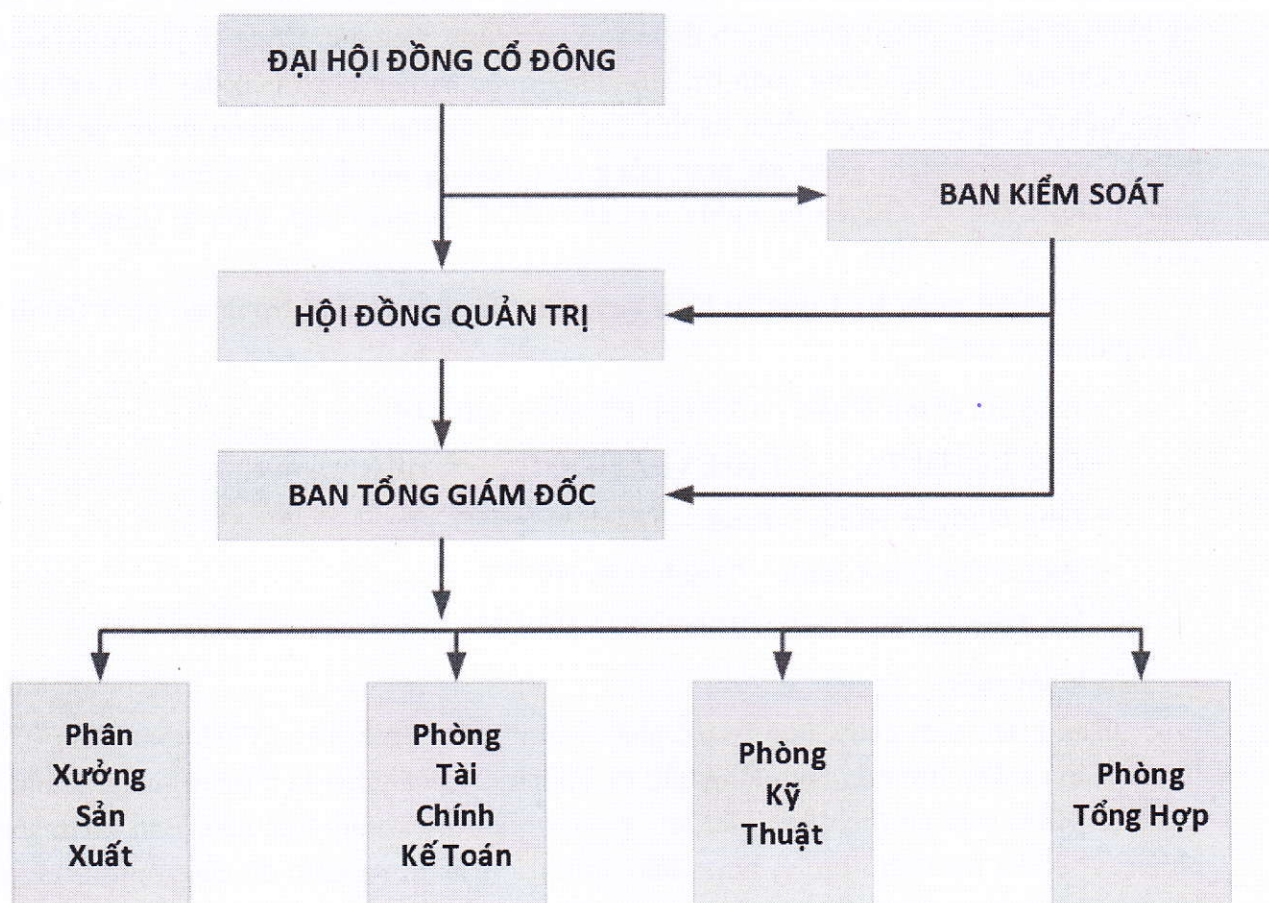 ĐẠI HỘI ĐỒNG CỔ ĐÔNG
BAN KIỂM SOÁT
HỘI ĐỒNG QUẢN TRỊ
BAN TỔNG GIÁM ĐỐC
Phân
Xưởng
Sản
Xuất
Phòng
Tài
Chính
Kế Toán
Phòng
Kỹ
Thuật
Phòng
Tổng Hợp